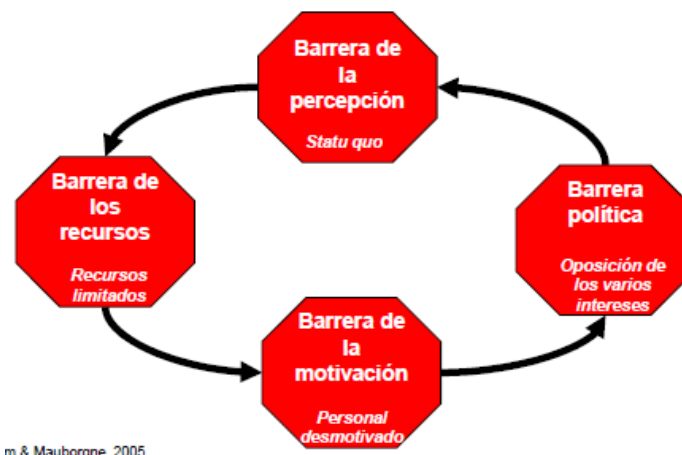 Barrera de
la
percepción
Statu quo
Barrera de
los
recursos
Recursos
limitados
Barrera
política
Oposición de
los varios
intereses
Barrera de
la
motivación
Personal
desmotivado
m & Mauborgne, 2005